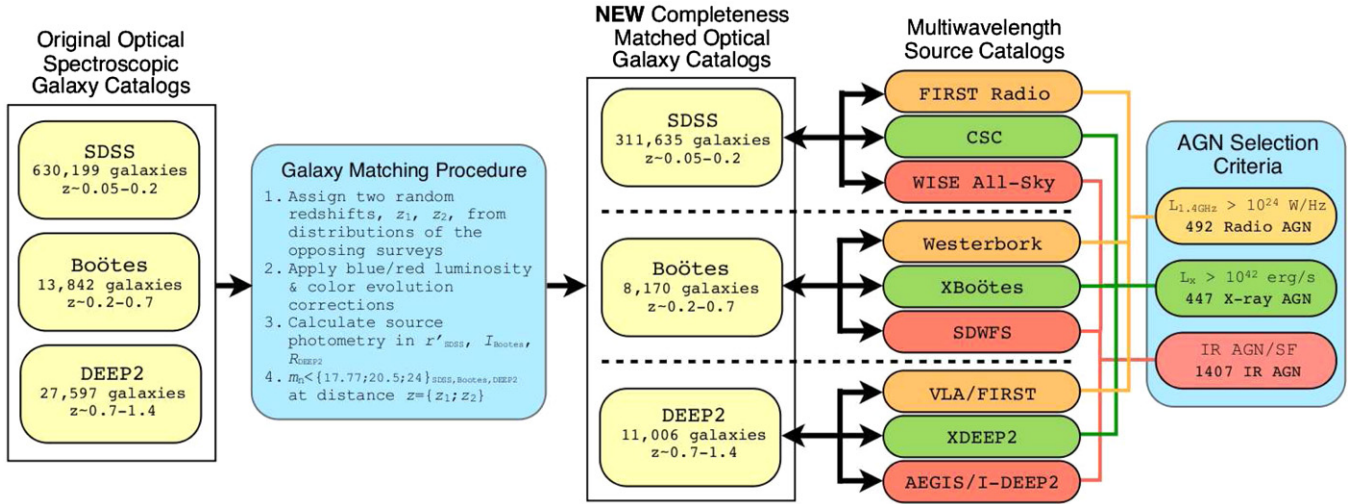 Original Optical
Spectroscopic
Galaxy Catalogs
SDSS
630,199 galaxies
z~0.05-0.2
Boötes
13,842 galaxies
z~0.2-0.7
DEEP2
27,597 galaxies
z~0.7-1.4
Galaxy Matching Procedure
1. Assign two random
redshifts, z₁, z₂, from
distributions of the
opposing surveys
2. Apply blue/red luminosity
& color evolution
corrections
3. Calculate source
photometry in r'SDSS, IBootes,
RDEEP2
4. mn<{17.77;20.5;24}SDSS,Bootes,DEEP2
at distance z={z₁;z₂}
NEW Completeness
Matched Optical
Galaxy Catalogs
SDSS
311,635 galaxies
z~0.05-0.2
Boötes
8,170 galaxies
z~0.2-0.7
DEEP2
11,006 galaxies
z~0.7-1.4
Multiwavelength
Source Catalogs
FIRST Radio
CSC
WISE All-Sky
Westerbork
XBoötes
SDWFS
VLA/FIRST
XDEEP2
AEGIS/I-DEEP2
AGN Selection
Criteria
L1.4GHz > 10²⁴ W/Hz
492 Radio AGN
Lx > 10⁴² erg/s
447 X-ray AGN
IR AGN/SF
1407 IR AGN